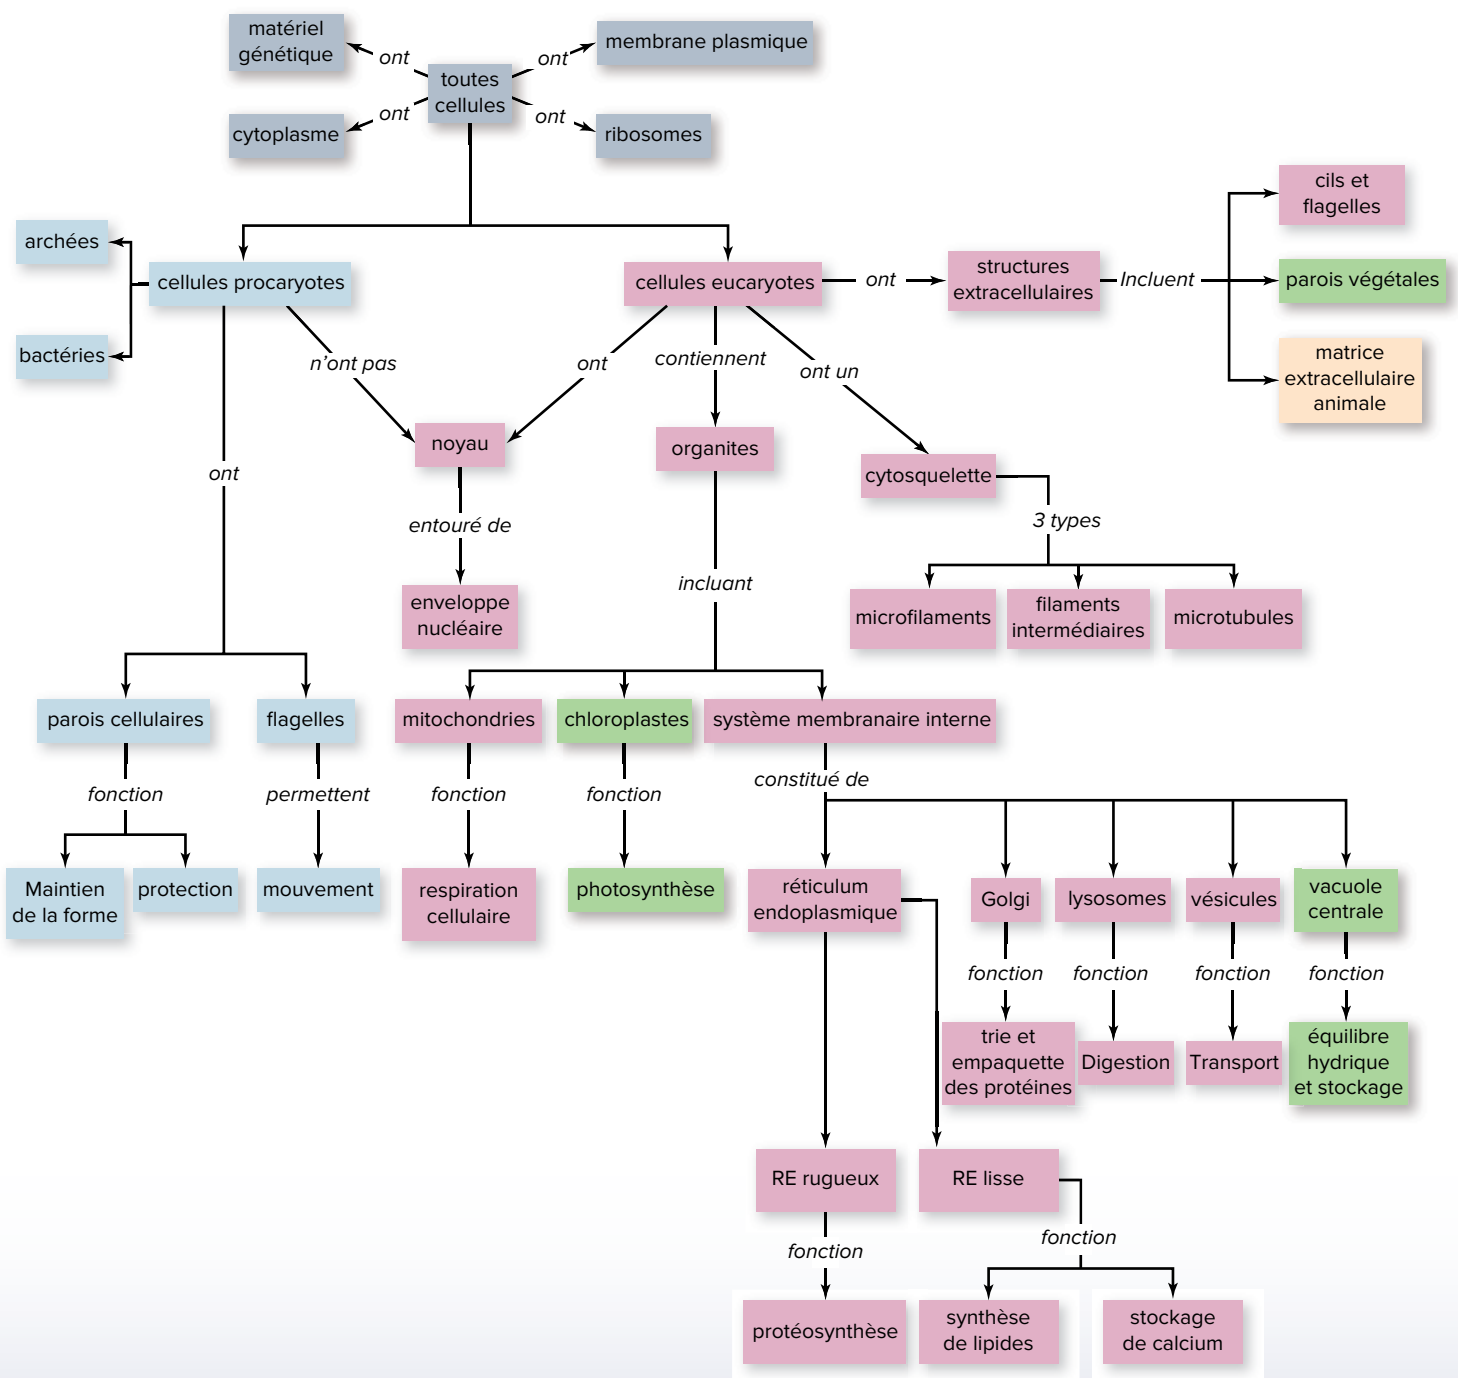 matériel
génétique
ont
ont
membrane plasmique
toutes
cellules
cytoplasme
ont
ont
ribosomes
archées
bactéries
cellules procaryotes
cellules eucaryotes
ont
structures
extracellulaires
Incluent
cils et
flagelles
parois végétales
matrice
extracellulaire
animale
n'ont pas
ont
contiennent
ont un
noyau
organites
cytosquelette
ont
entouré de
3 types
incluant
enveloppe
nucléaire
microfilaments
filaments
intermédiaires
microtubules
parois cellulaires
flagelles
mitochondries
chloroplastes
système membranaire interne
fonction
permettent
fonction
fonction
constitué de
Maintien
de la forme
protection
mouvement
respiration
cellulaire
photosynthèse
réticulum
endoplasmique
Golgi
lysosomes
vésicules
vacuole
centrale
fonction
fonction
fonction
fonction
trie et
empaquette
des protéines
Digestion
Transport
équilibre
hydrique
et stockage
RE rugueux
RE lisse
fonction
fonction
protéosynthèse
synthèse
de lipides
stockage
de calcium